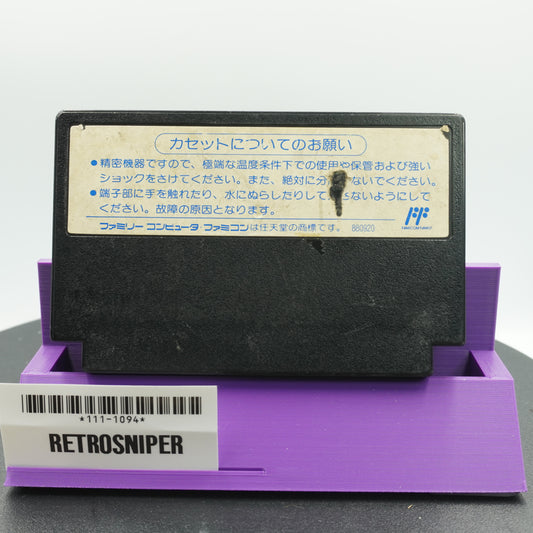 カセットについてのお願い
●精密機器ですので、極端な温度条件下での使用や保管および強い
ショックをさけてください。また、絶対に分 ないでください。
●端子部に手を触れたり、水にぬらしたりして らないようにして
ください。故障の原因となります。
ファミリー コンピュータ ファミコンは任天堂の商標です。 880920
*111-1094*
RETROSNIPER